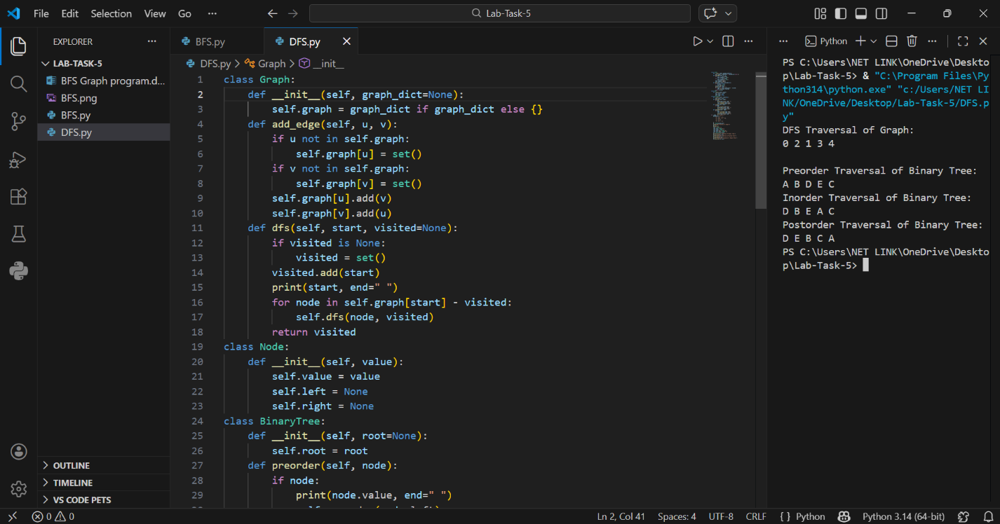 File Edit Selection View Go ··· Lab-Task-5
EXPLORER ···
LAB-TASK-5
BFS Graph program.d...
BFS.png
BFS.py
DFS.py
OUTLINE
TIMELINE
VS CODE PETS
BFS.py DFS.py
DFS.py > Graph > __init__
1 class Graph:
2     def __init__(self, graph_dict=None):
3         self.graph = graph_dict if graph_dict else {}
4     def add_edge(self, u, v):
5         if u not in self.graph:
6             self.graph[u] = set()
7         if v not in self.graph:
8             self.graph[v] = set()
9         self.graph[u].add(v)
10         self.graph[v].add(u)
11     def dfs(self, start, visited=None):
12         if visited is None:
13             visited = set()
14         visited.add(start)
15         print(start, end=" ")
16         for node in self.graph[start] - visited:
17             self.dfs(node, visited)
18         return visited
19 class Node:
20     def __init__(self, value):
21         self.value = value
22         self.left = None
23         self.right = None
24 class BinaryTree:
25     def __init__(self, root=None):
26         self.root = root
27     def preorder(self, node):
28         if node:
29             print(node.value, end=" ")
Python
PS C:\Users\NET LINK\OneDrive\Deskto
p\Lab-Task-5> & "C:\Program Files\Py
thon314\python.exe" "c:/Users/NET LI
NK/OneDrive/Desktop/Lab-Task-5/DFS.p
y"
DFS Traversal of Graph:
0 2 1 3 4
Preorder Traversal of Binary Tree:
A B D E C
Inorder Traversal of Binary Tree:
D B E A C
Postorder Traversal of Binary Tree:
D E B C A
PS C:\Users\NET LINK\OneDrive\Deskto
p\Lab-Task-5>
0 0 Ln 2, Col 41 Spaces: 4 UTF-8 CRLF { } Python Python 3.14 (64-bit)